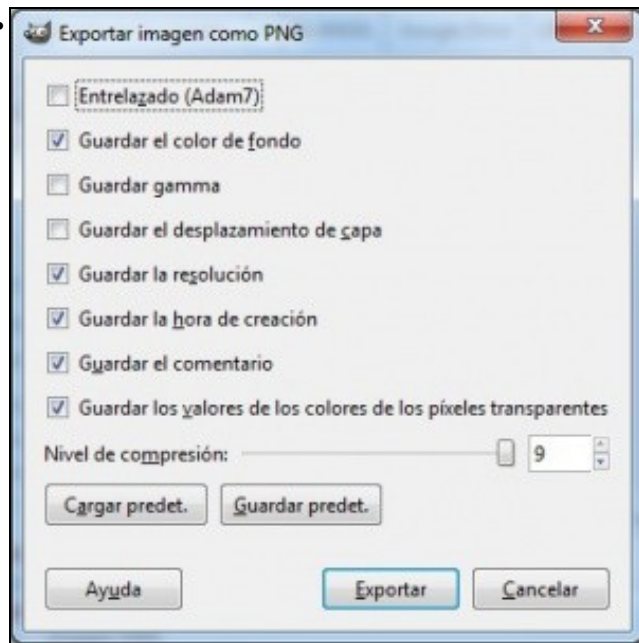 Exportar imagen como PNG
Entrelazado (Adam7)
Guardar el color de fondo
Guardar gamma
Guardar el desplazamiento de capa
Guardar la resolución
Guardar la hora de creación
Guardar el comentario
Guardar los valores de los colores de los píxeles transparentes
Nivel de compresión: 9
Cargar predet. Guardar predet.
Ayuda Exportar Cancelar